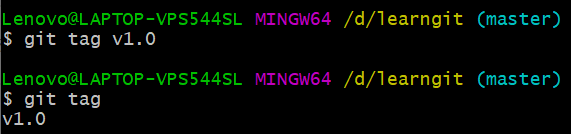 Lenovo@LAPTOP-VPS544SL MINGW64 /d/learngit (master)
$ git tag v1.0
Lenovo@LAPTOP-VPS544SL MINGW64 /d/learngit (master)
$ git tag
v1.0